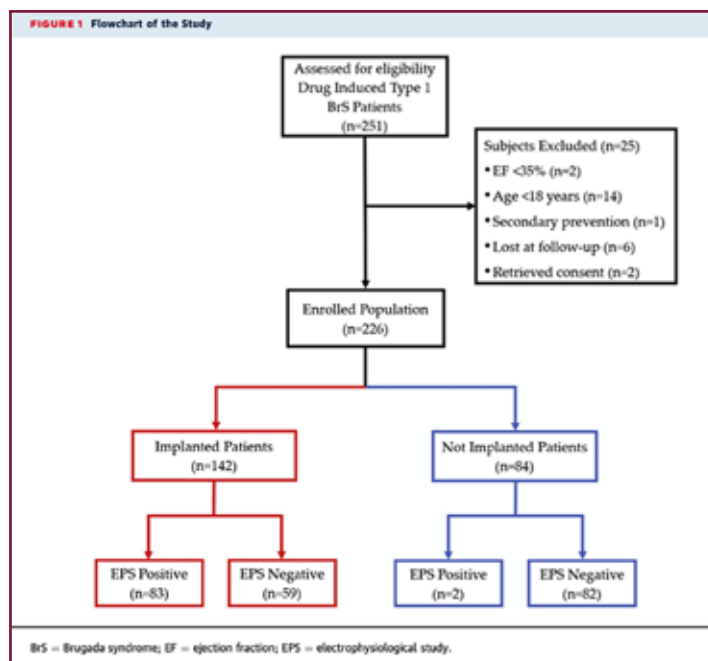 FIGURE 1 Flowchart of the Study
Assessed for eligibility
Drug Induced Type 1
BrS Patients
(n=251)
Subjects Excluded (n=25)
•EF <35% (n=2)
•Age <18 years (n=14)
•Secondary prevention (n=1)
•Lost at follow-up (n=6)
•Retrieved consent (n=2)
Enrolled Population
(n=226)
Implanted Patients
(n=142)
Not Implanted Patients
(n=84)
EPS Positive
(n=83)
EPS Negative
(n=59)
EPS Positive
(n=2)
EPS Negative
(n=82)
BrS = Brugada syndrome; EF = ejection fraction; EPS = electrophysiological study.